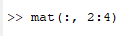 >> mat(:, 2:4)